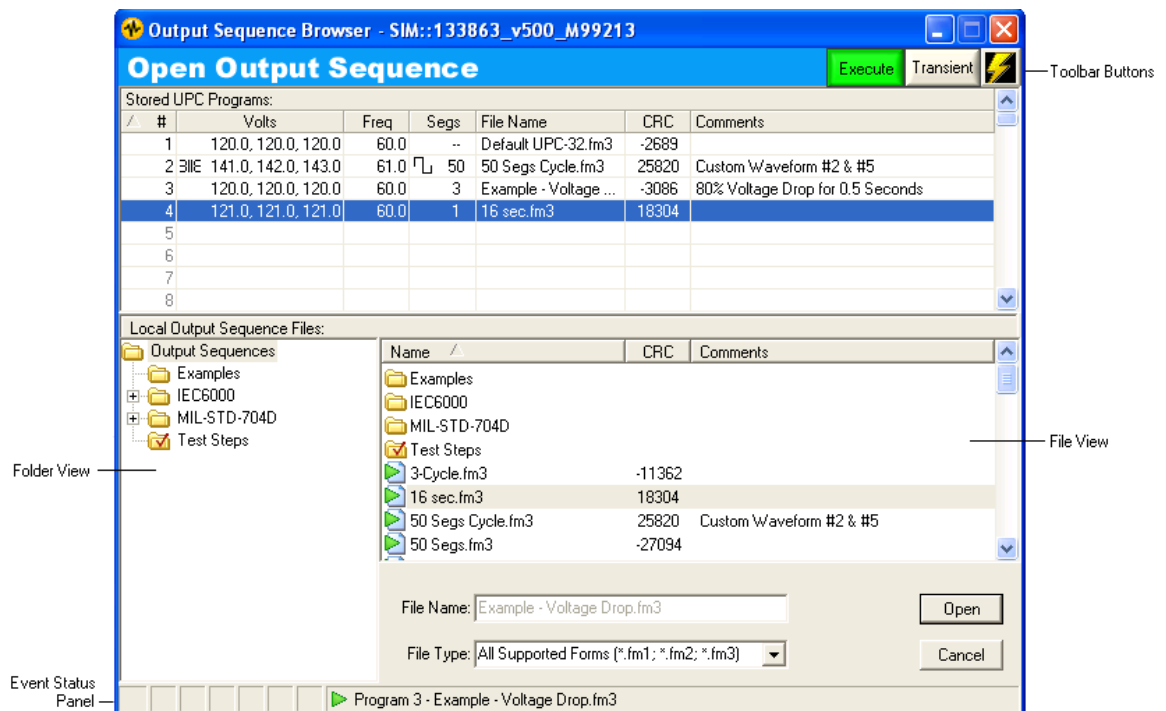 Output Sequence Browser - SIM::133863_v500_M99213
Open Output Sequence
Execute Transient
Toolbar Buttons
Stored UPC Programs:
# Volts Freq Segs File Name CRC Comments
1 120.0, 120.0, 120.0 60.0 -- Default UPC-32.fm3 -2689
2 141.0, 142.0, 143.0 61.0 50 50 Segs Cycle.fm3 25820 Custom Waveform #2 & #5
3 120.0, 120.0, 120.0 60.0 3 Example - Voltage ... -3086 80% Voltage Drop for 0.5 Seconds
4 121.0, 121.0, 121.0 60.0 1 16 sec.fm3 18304
5
6
7
8
Local Output Sequence Files:
Output Sequences
Examples
IEC6000
MIL-STD-704D
Test Steps
Folder View
Name CRC Comments
Examples
IEC6000
MIL-STD-704D
Test Steps
File View
3-Cycle.fm3 -11362
16 sec.fm3 18304
50 Segs Cycle.fm3 25820 Custom Waveform #2 & #5
50 Segs.fm3 -27094
File Name: Example - Voltage Drop.fm3
Open
File Type: All Supported Forms (*.fm1; *.fm2; *.fm3)
Cancel
Event Status
Panel
Program 3 - Example - Voltage Drop.fm3